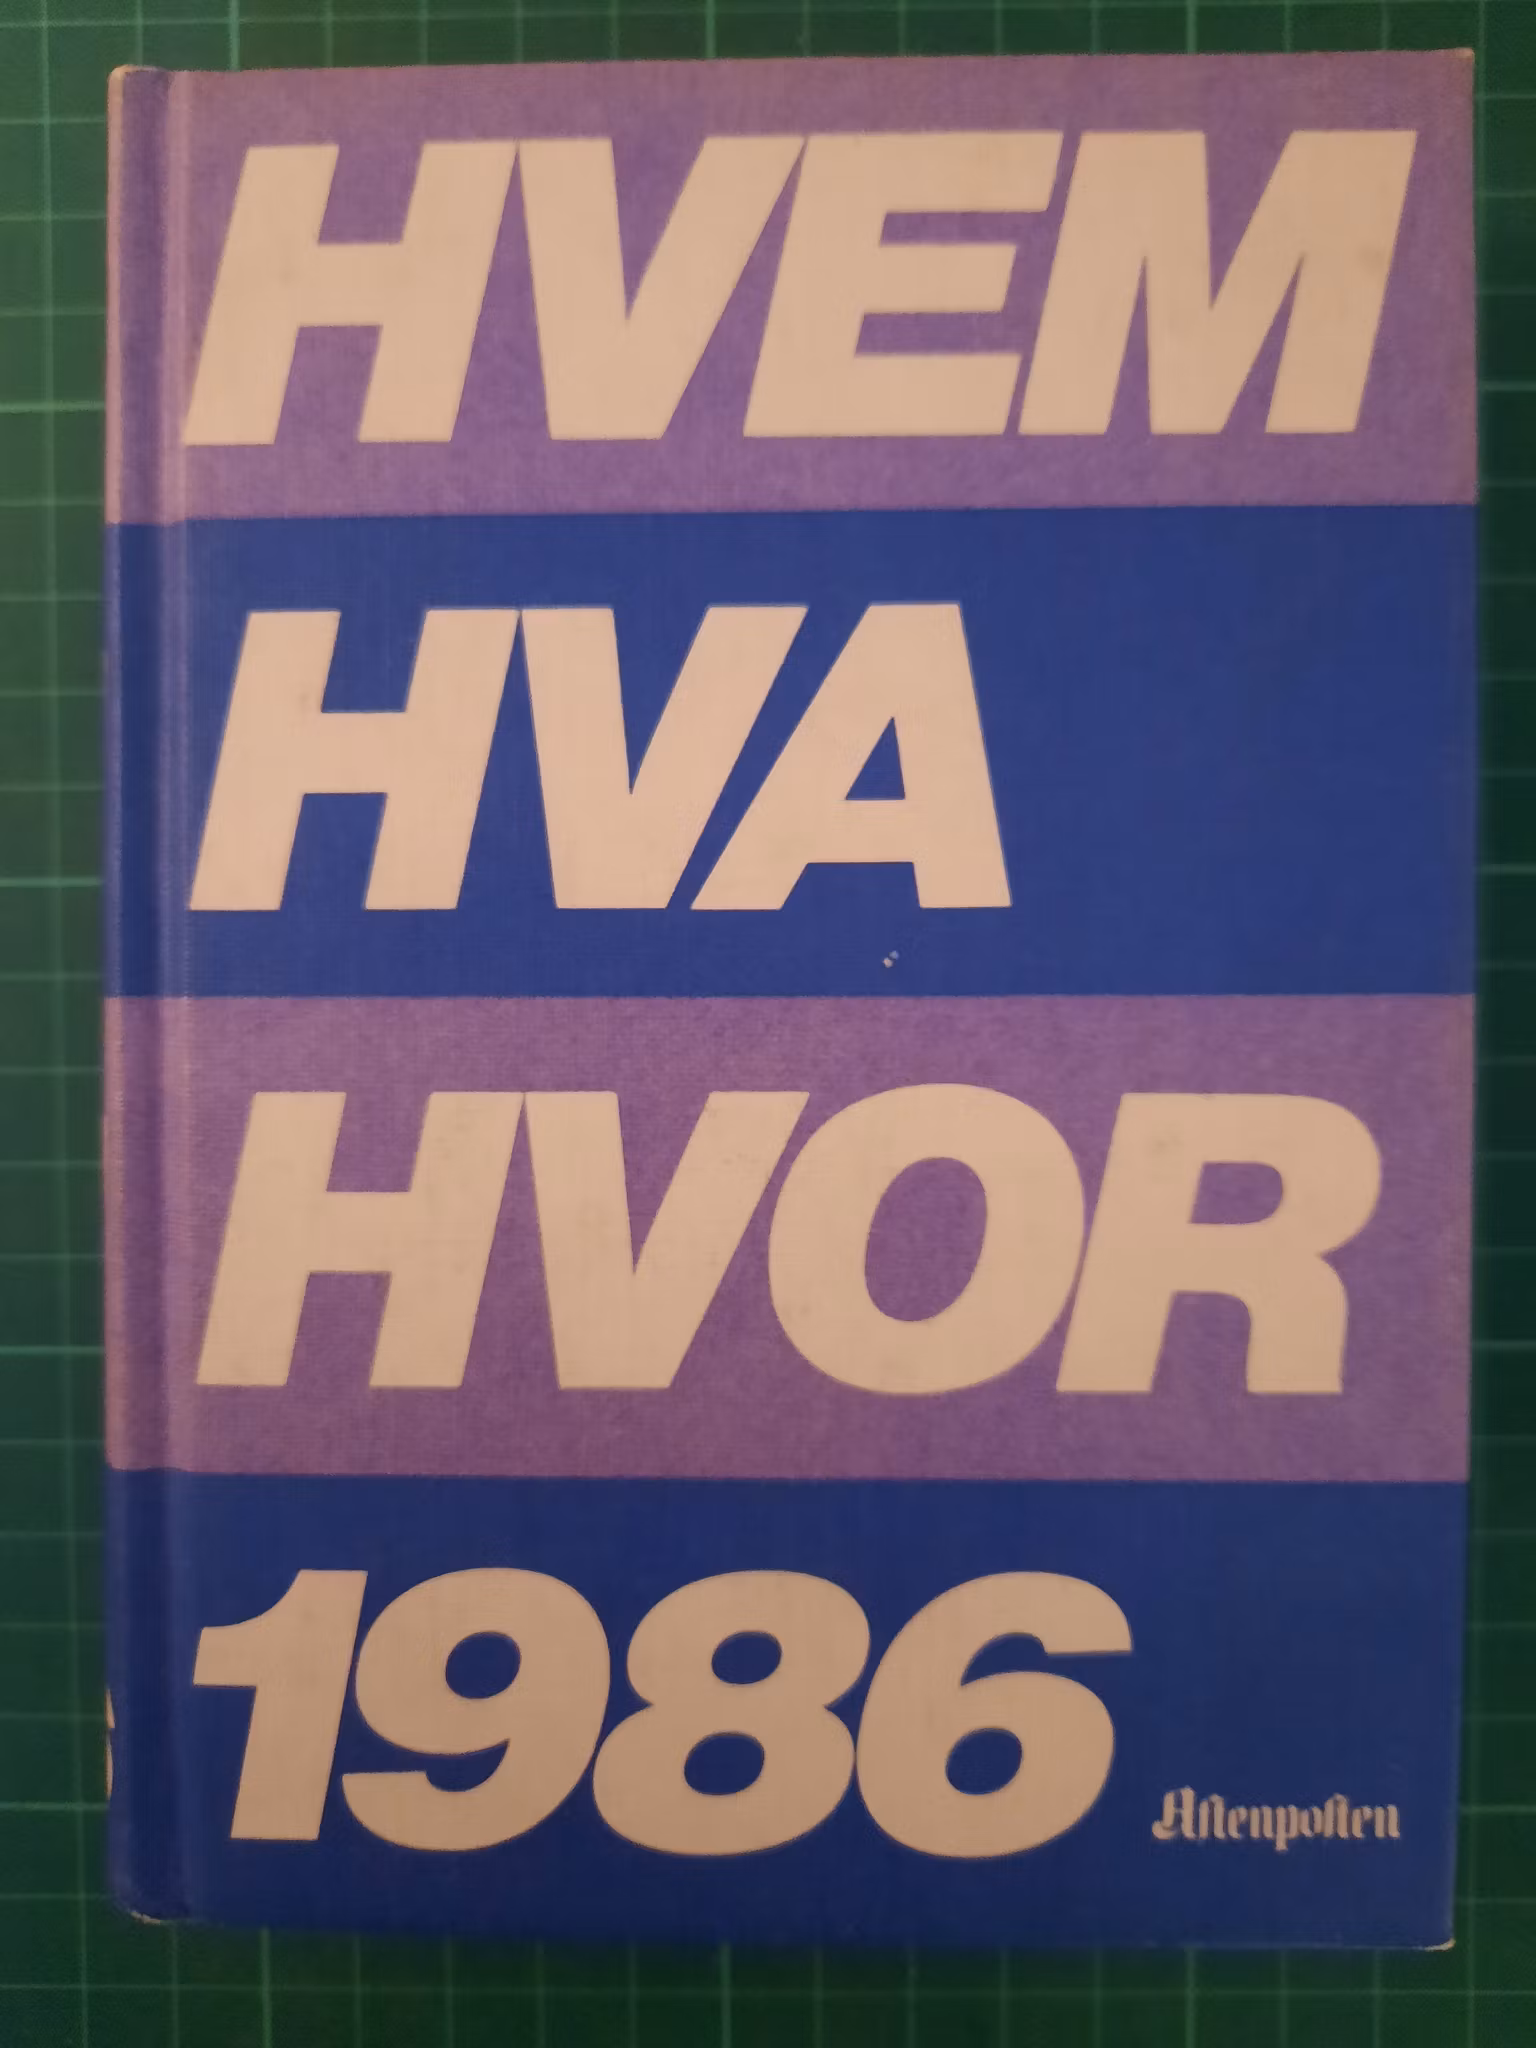 HVEM
HVA
HVOR
1986
Aftenposten